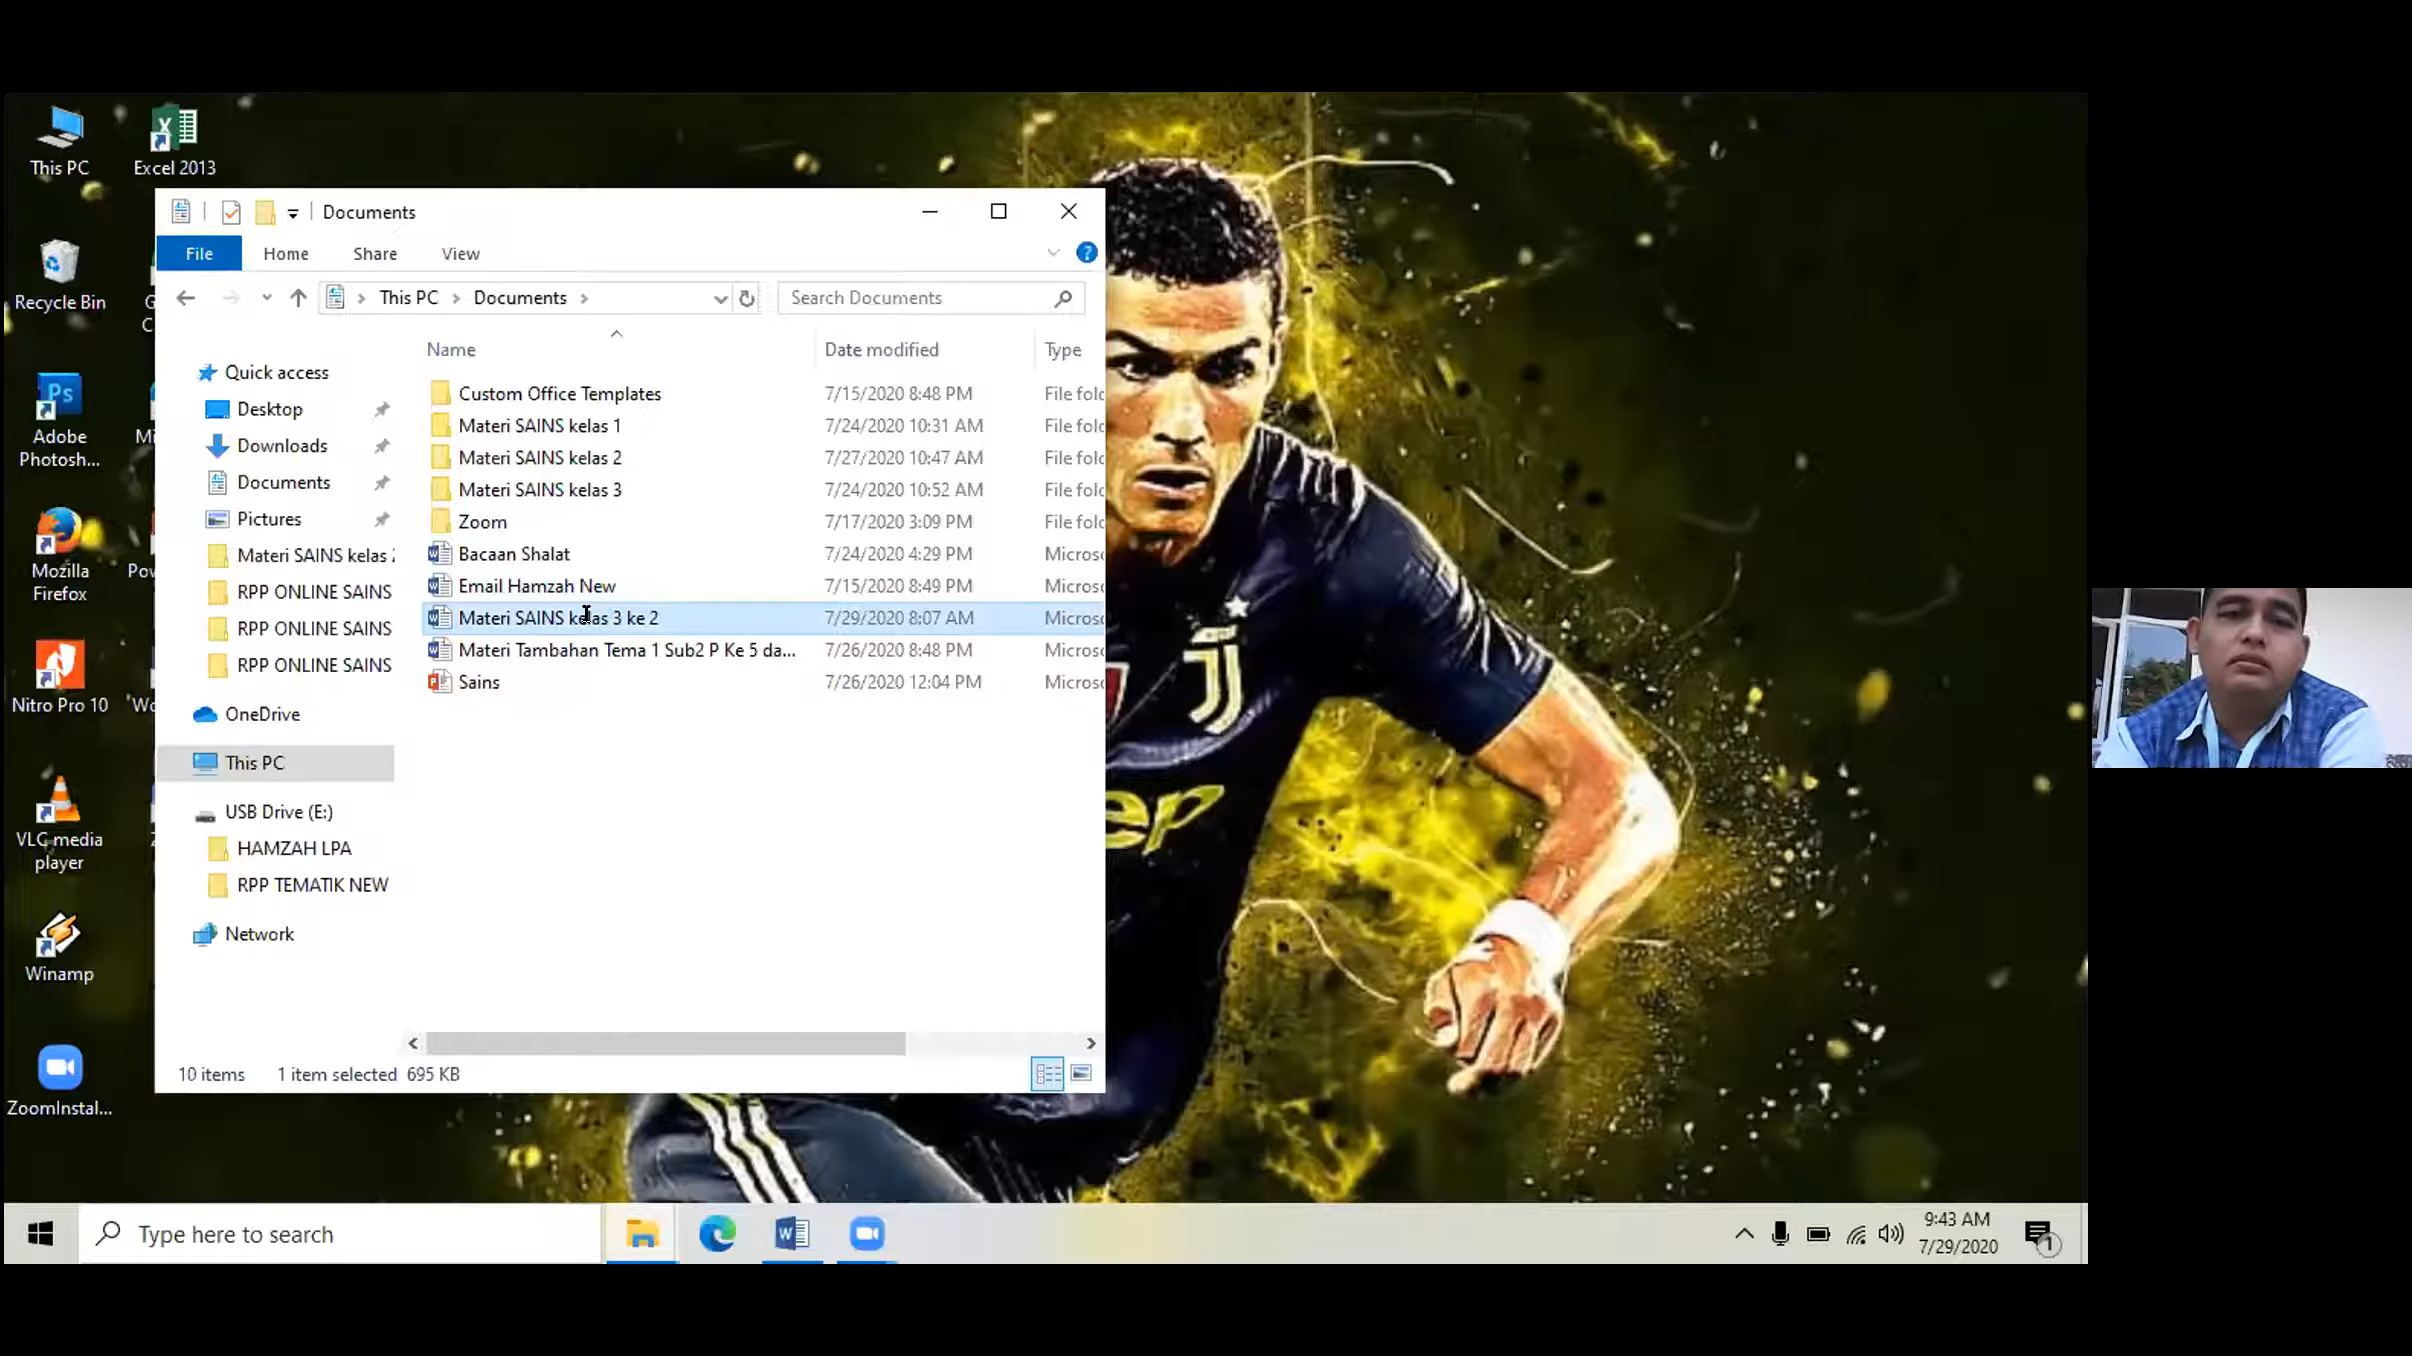 This PC
Excel 2013
Recycle Bin
Adobe
Photosh...
Mozilla
Firefox
Nitro Pro 10
VLC media
player
Winamp
ZoomInstal...
Documents
File Home Share View
This PC Documents
Search Documents
Name Date modified Type
Quick access
Desktop
Downloads
Documents
Pictures
Materi SAINS kelas
RPP ONLINE SAINS
RPP ONLINE SAINS
RPP ONLINE SAINS
OneDrive
This PC
USB Drive (E:)
HAMZAH LPA
RPP TEMATIK NEW
Network
Custom Office Templates 7/15/2020 8:48 PM File fold
Materi SAINS kelas 1 7/24/2020 10:31 AM File fold
Materi SAINS kelas 2 7/27/2020 10:47 AM File fold
Materi SAINS kelas 3 7/24/2020 10:52 AM File fold
Zoom 7/17/2020 3:09 PM File fold
Bacaan Shalat 7/24/2020 4:29 PM Microso
Email Hamzah New 7/15/2020 8:49 PM Microso
Materi SAINS kelas 3 ke 2 7/29/2020 8:07 AM Microso
Materi Tambahan Tema 1 Sub2 P Ke 5 da... 7/26/2020 8:48 PM Microso
Sains 7/26/2020 12:04 PM Microso
10 items 1 item selected 695 KB
Type here to search
9:43 AM
7/29/2020
1